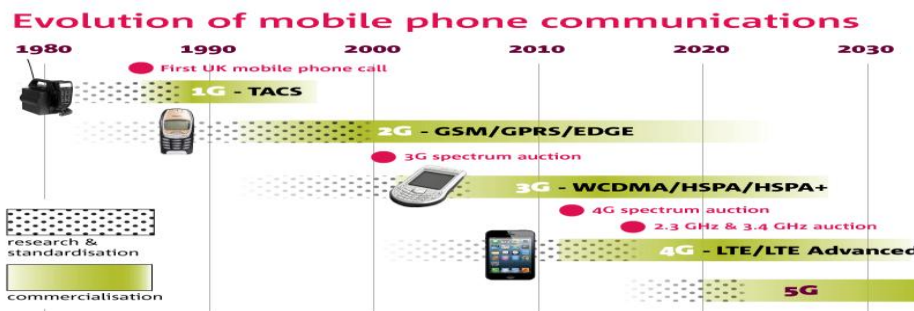 Evolution of mobile phone communications
1980 1990 2000 2010 2020 2030
First UK mobile phone call
1G - TACS
2G - GSM/GPRS/EDGE
3G spectrum auction
3G - WCDMA/HSPA/HSPA+
4G spectrum auction
2.3 GHz & 3.4 GHz auction
research &
standardisation
4G - LTE/LTE Advanced
commercialisation
5G